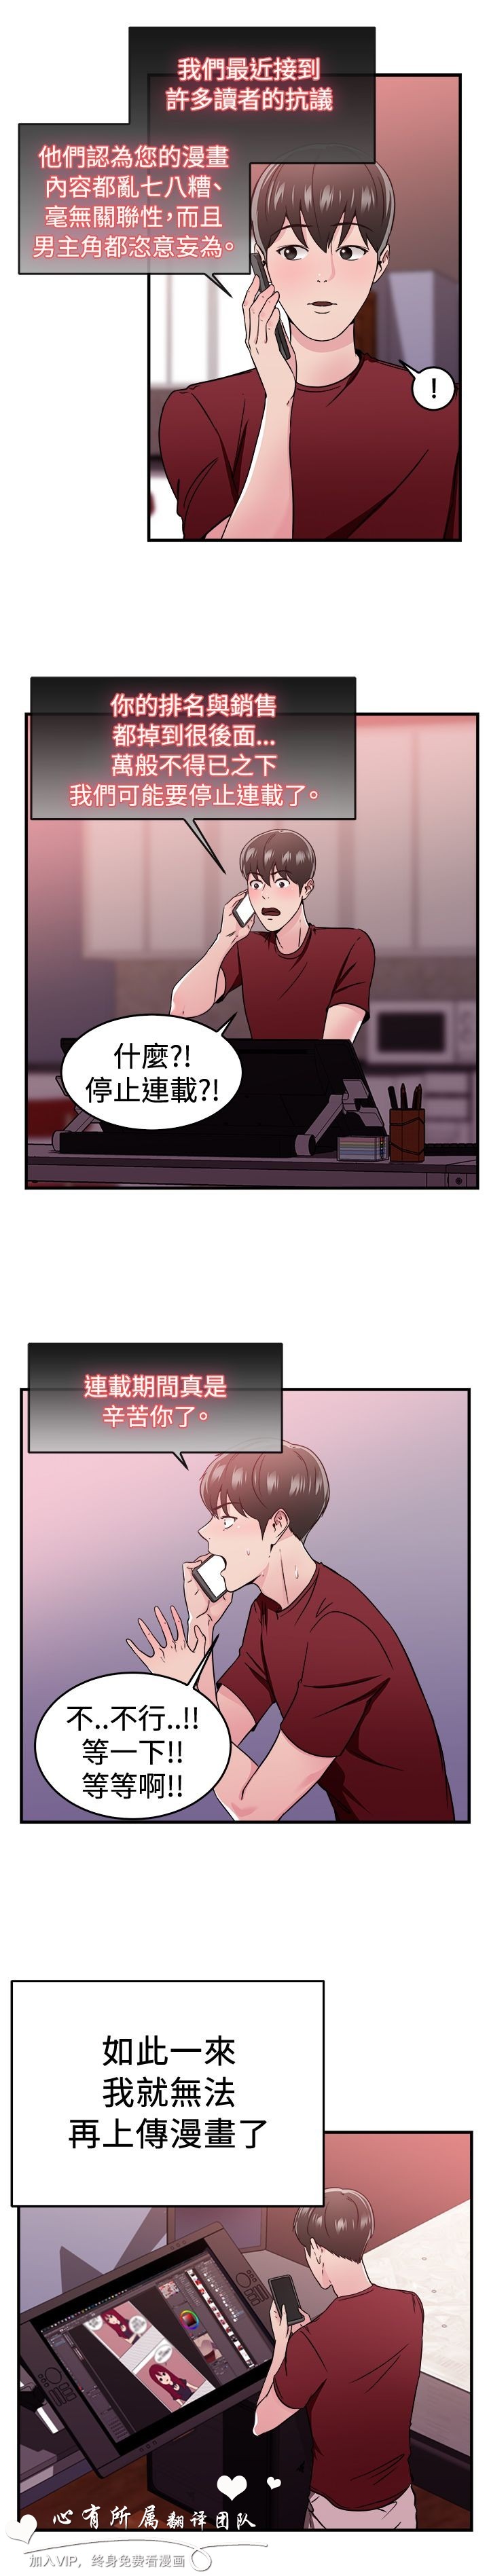 我們最近接到
許多讀者的抗議
他們認為您的漫畫
內容都亂七八糟、
毫無關聯性，而且
男主角都恣意妄為。
！
你的排名與銷售
都掉到很後面...
萬般不得已之下
我們可能要停止連載了。
什麼?!
停止連載?!
連載期間真是
辛苦你了。
不..不行..!!
等一下!!
等等啊!!
如此一來
我就無法
再上傳漫畫了
心有所属翻译团队
加入VIP，终身免费看漫画